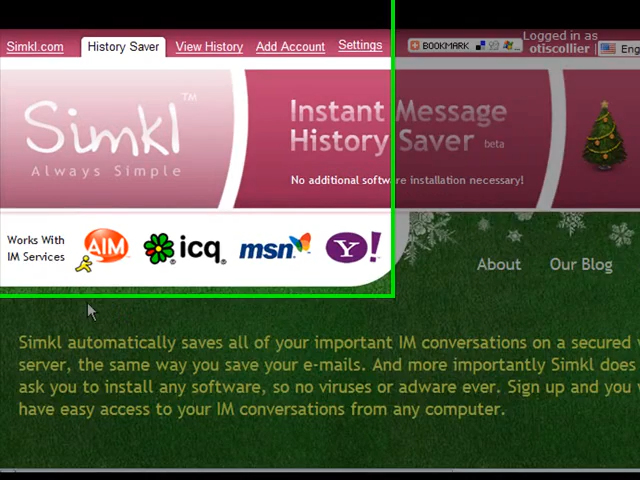 Simkl.com History Saver View History Add Account Settings BOOKMARK Logged in as
otiscollier | Eng
Simkl™
Always Simple
Instant Message
History Saver beta
No additional software installation necessary!
Works With
IM Services
AIM icq. msn Y!
About Our Blog
Simkl automatically saves all of your important IM conversations on a secured
server, the same way you save your e-mails. And more importantly Simkl does
ask you to install any software, so no viruses or adware ever. Sign up and you
have easy access to your IM conversations from any computer.